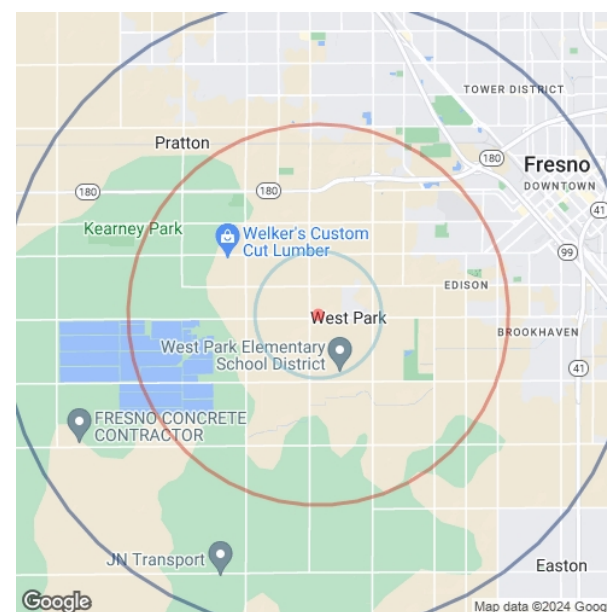 TOWER DISTRICT
Pratton
180
Fresno
DOWNTOWN
180
180
41
Kearney Park
Welker's Custom
Cut Lumber
99
EDISON
West Park
BROOKHAVEN
West Park Elementary
School District
41
FRESNO CONCRETE
CONTRACTOR
JN Transport
Easton
Google
Map data ©2024 Goog